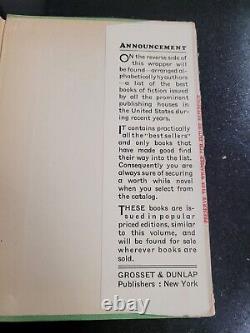 ANNOUNCEMENT
ON the reverse side of
this wrapper will be
found—arranged al-
phabetically by authors
— a list of the best
books of fiction issued
by all the prominent
publishing houses in
the United States during
recent years.
IT contains practically
all the "best sellers"
and only books that
have made good find
their way into the list.
Consequently you are
always sure of securing
a worth while novel
when you select from
the catalog.
THESE books are is-
sued in popular
priced editions, similar
to this volume, and
will be found for sale
wherever books are
sold.
GROSSET & DUNLAP
Publishers : New York